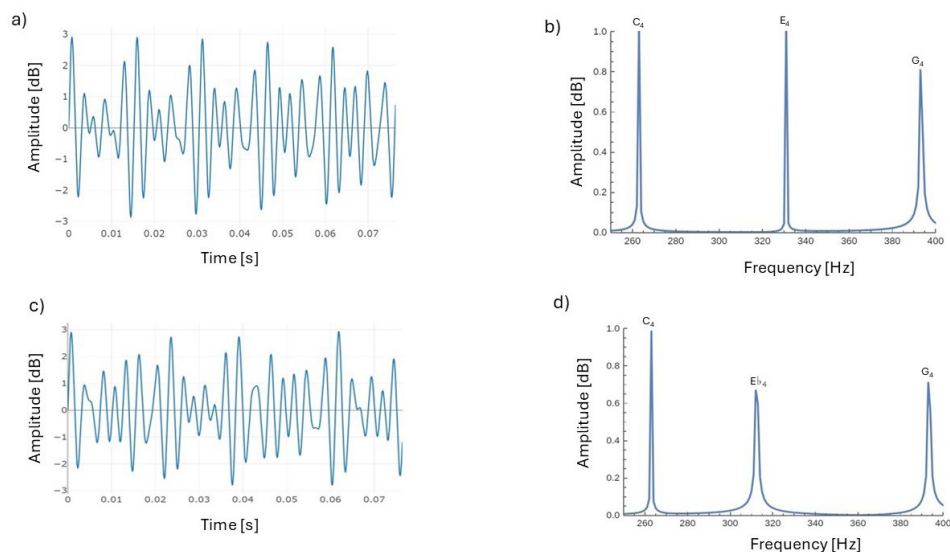 a)
Amplitude [dB]
3
2
1
0
−1
−2
−3
0 0.01 0.02 0.03 0.04 0.05 0.06 0.07
Time [s]
b)
Amplitude [dB]
C₄
E₄
G₄
1.0
0.8
0.6
0.4
0.2
0.0
260 280 300 320 340 360 380 400
Frequency [Hz]
c)
Amplitude [dB]
3
2
1
0
−1
−2
−3
0 0.01 0.02 0.03 0.04 0.05 0.06 0.07
Time [s]
d)
Amplitude [dB]
C₄
E♭₄
G₄
1.0
0.8
0.6
0.4
0.2
0.0
260 280 300 320 340 360 380 400
Frequency [Hz]